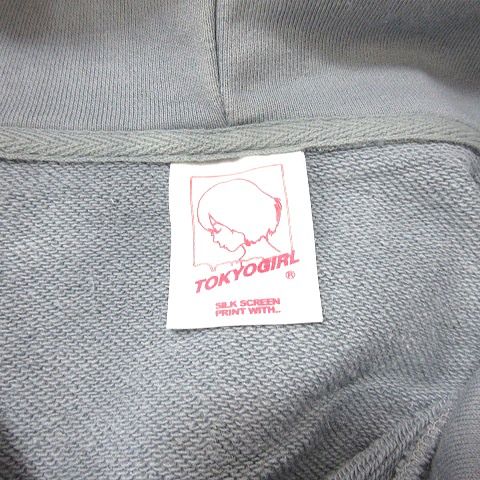 TOKYOGIRL
®
SILK SCREEN
PRINT WITH..